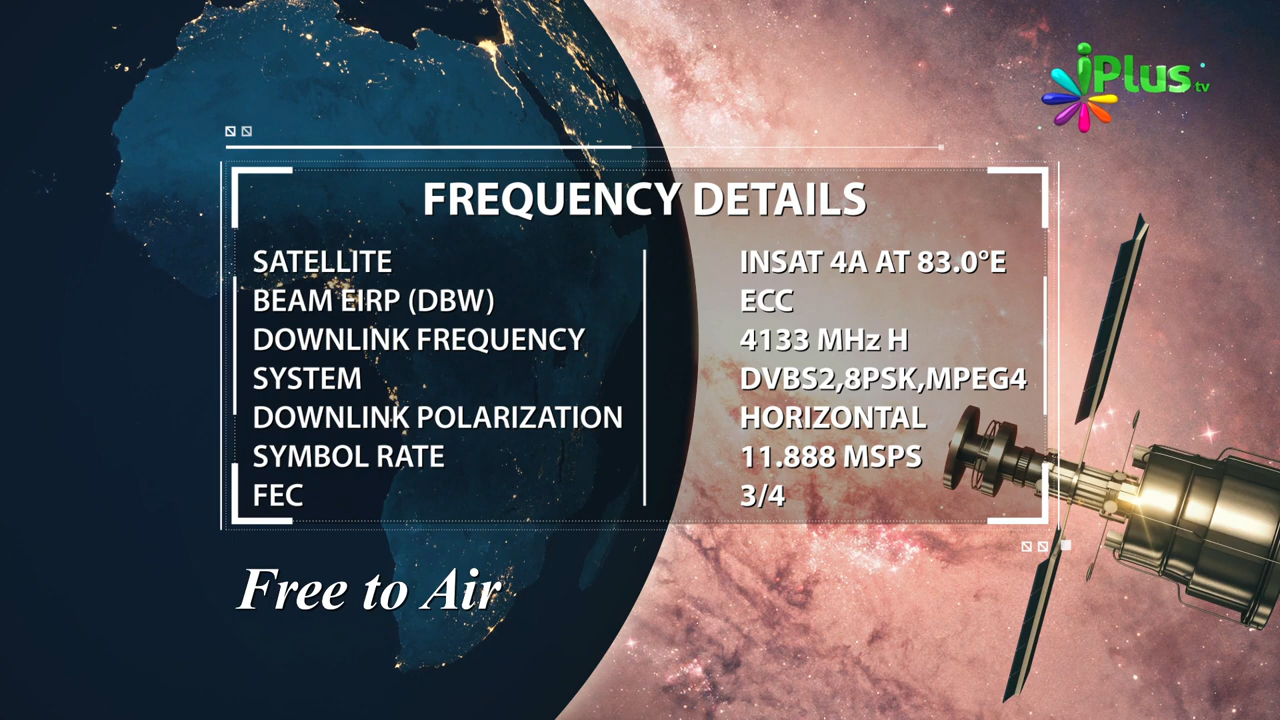 iPlus tv
FREQUENCY DETAILS
SATELLITE INSAT 4A AT 83.0°E
BEAM EIRP (DBW) ECC
DOWNLINK FREQUENCY 4133 MHz H
SYSTEM DVBS2,8PSK,MPEG4
DOWNLINK POLARIZATION HORIZONTAL
SYMBOL RATE 11.888 MSPS
FEC 3/4
Free to Air